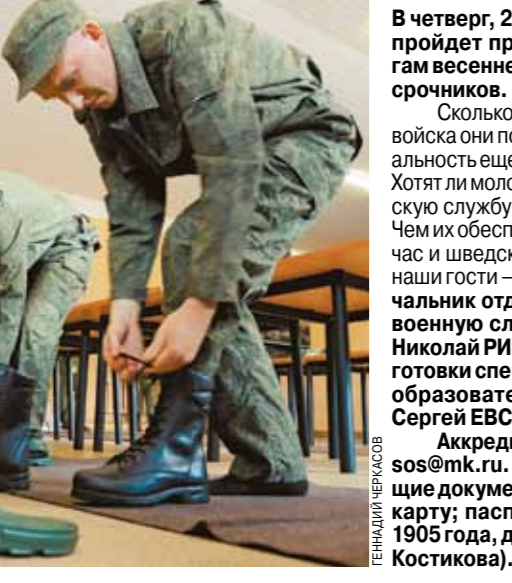 В четверг, 2
пройдет пр
гам весенне
срочников.
Сколько
войска они по
альность еще
Хотят ли моло
скую службу
Чем их обесп
час и шведск
наши гости –
чальник отд
военную сл
Николай РИ
готовки спе
образовате
Сергей ЕВС
Аккреди
sos@mk.ru.
щие докуме
карту; пасп
1905 года, д
Костикова).
ГЕННАДИЙ ЧЕРКАСОВ